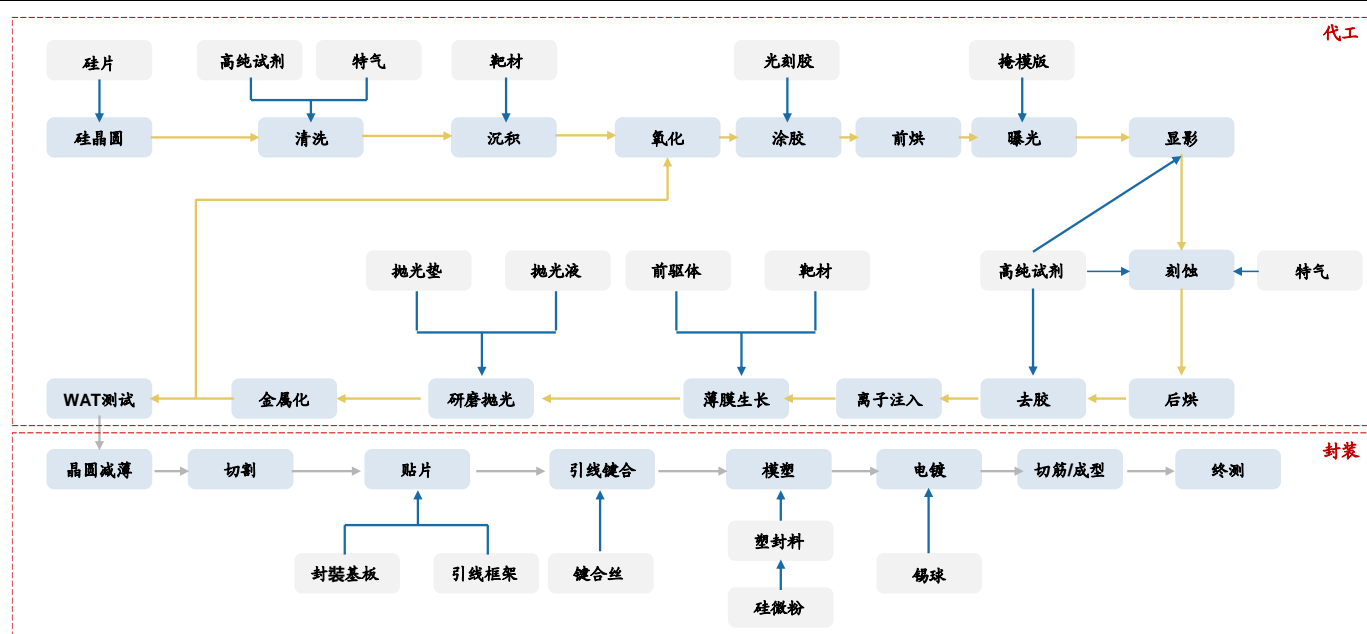 代工
硅片
高纯试剂
特气
靶材
光刻胶
掩模版
硅晶圆
清洗
沉积
氧化
涂胶
前烘
曝光
显影
抛光垫
抛光液
前驱体
靶材
高纯试剂
刻蚀
特气
WAT测试
金属化
研磨抛光
薄膜生长
离子注入
去胶
后烘
封装
晶圆减薄
切割
贴片
引线键合
模塑
电镀
切筋/成型
终测
塑封料
封裝基板
引线框架
键合丝
锡球
硅微粉